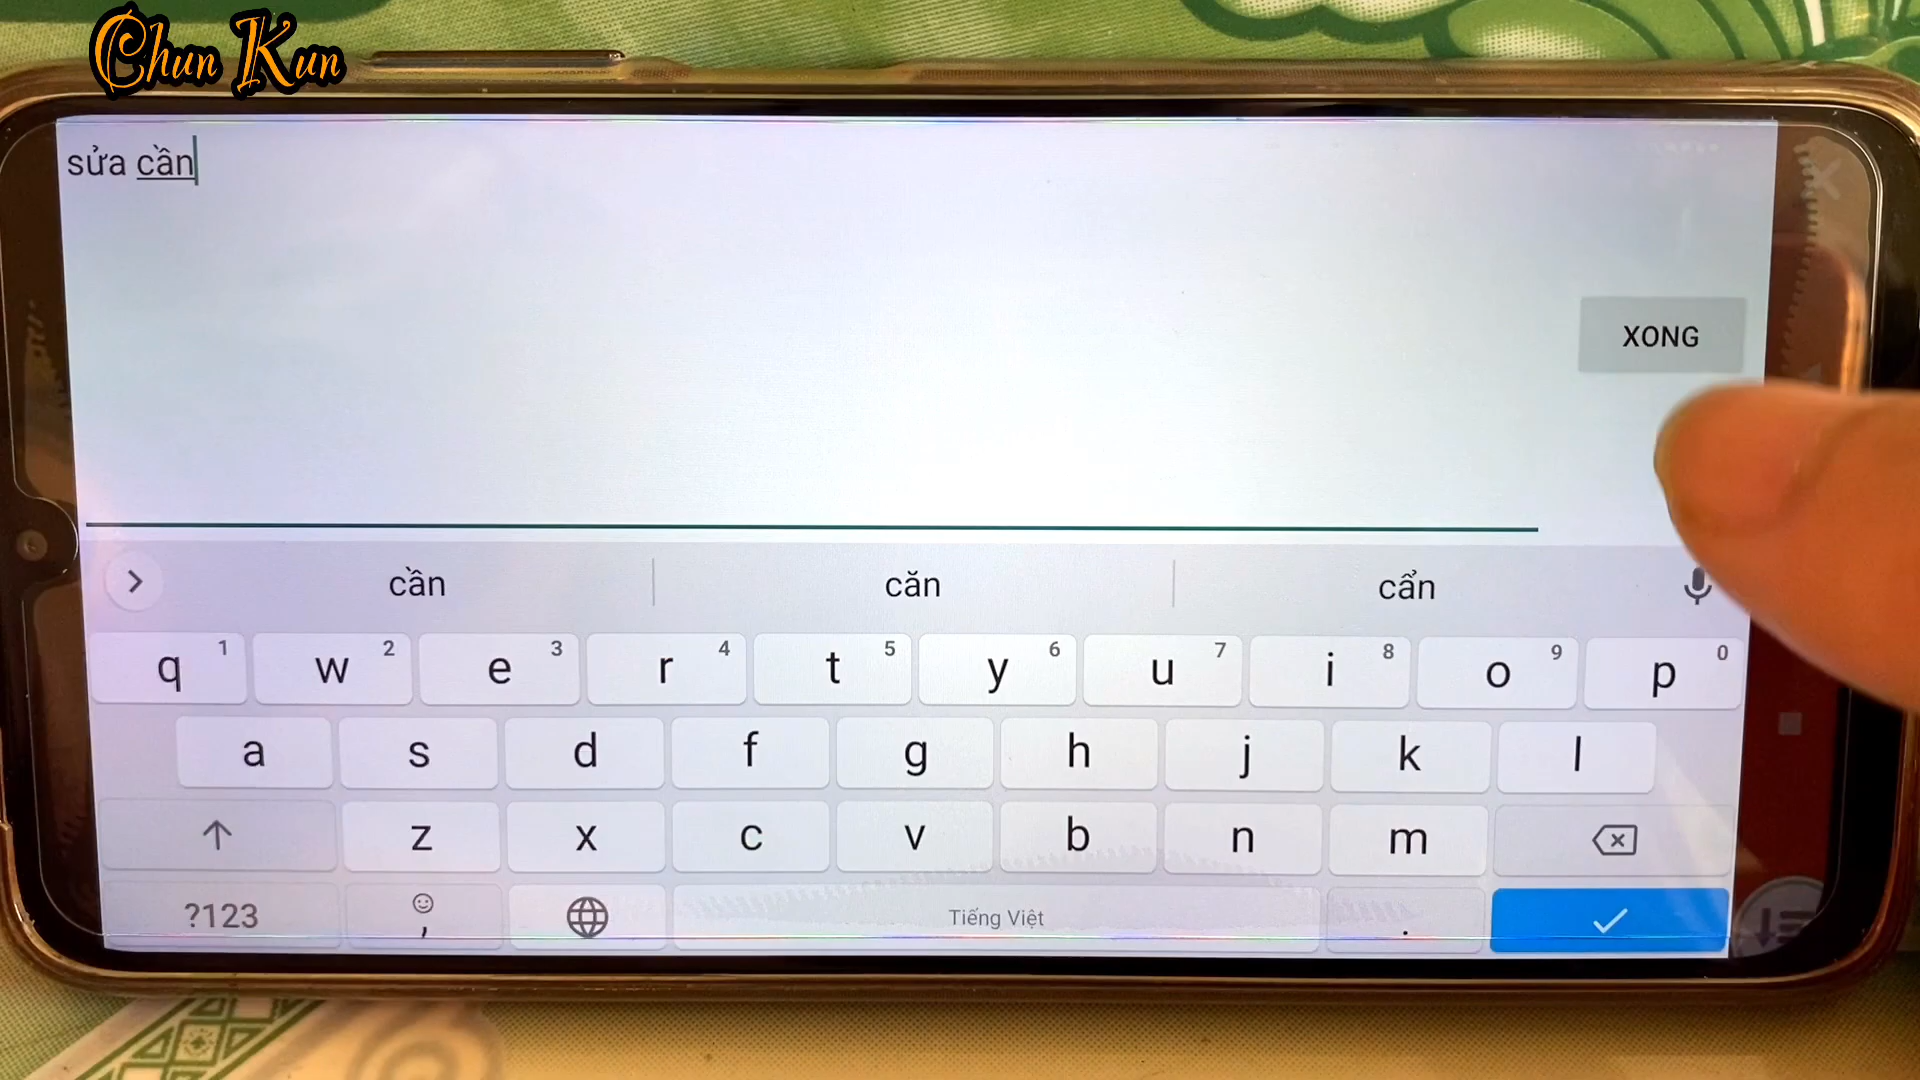 Chun Kun
sửa cần
XONG
cần căn cẩn
q 1 w 2 e 3 r 4 t 5 y 6 u 7 i 8 o 9 p 0
a s d f g h j k l
z x c v b n m
?123 , Tiếng Việt .